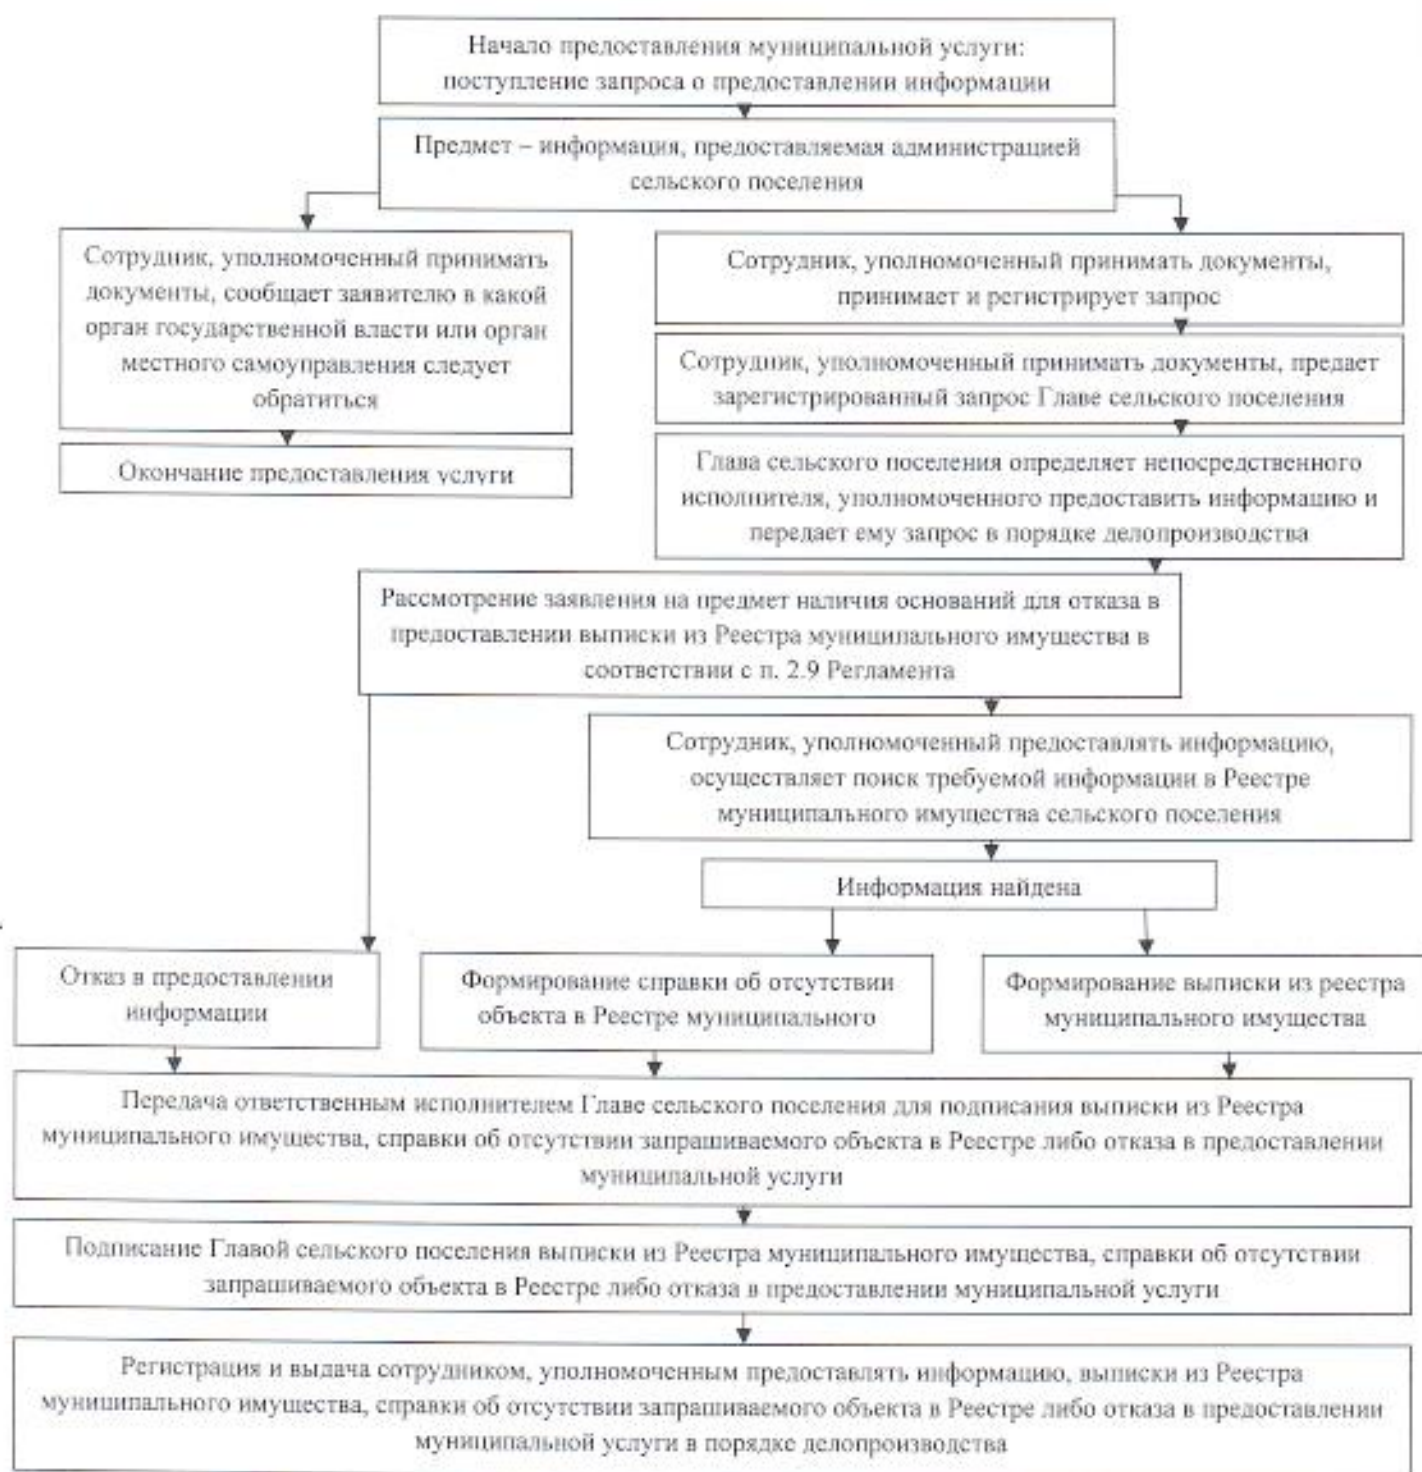 Начало предоставления муниципальной услуги:
поступление запроса о предоставлении информации
Предмет – информация, предоставляемая администрацией
сельского поселения
Сотрудник, уполномоченный принимать
документы, сообщает заявителю в какой
орган государственной власти или орган
местного самоуправления следует
обратиться
Окончание предоставления услуги
Сотрудник, уполномоченный принимать документы,
принимает и регистрирует запрос
Сотрудник, уполномоченный принимать документы, предает
зарегистрированный запрос Главе сельского поселения
Глава сельского поселения определяет непосредственного
исполнителя, уполномоченного предоставить информацию и
передает ему запрос в порядке делопроизводства
Рассмотрение заявления на предмет наличия оснований для отказа в
предоставлении выписки из Реестра муниципального имущества в
соответствии с п. 2.9 Регламента
Сотрудник, уполномоченный предоставлять информацию,
осуществляет поиск требуемой информации в Реестре
муниципального имущества сельского поселения
Информация найдена
Отказ в предоставлении
информации
Формирование справки об отсутствии
объекта в Реестре муниципального
Формирование выписки из реестра
муниципального имущества
Передача ответственным исполнителем Главе сельского поселения для подписания выписки из Реестра
муниципального имущества, справки об отсутствии запрашиваемого объекта в Реестре либо отказа в предоставлении
муниципальной услуги
Подписание Главой сельского поселения выписки из Реестра муниципального имущества, справки об отсутствии
запрашиваемого объекта в Реестре либо отказа в предоставлении муниципальной услуги
Регистрация и выдача сотрудником, уполномоченным предоставлять информацию, выписки из Реестра
муниципального имущества, справки об отсутствии запрашиваемого объекта в Реестре либо отказа в предоставлении
муниципальной услуги в порядке делопроизводства